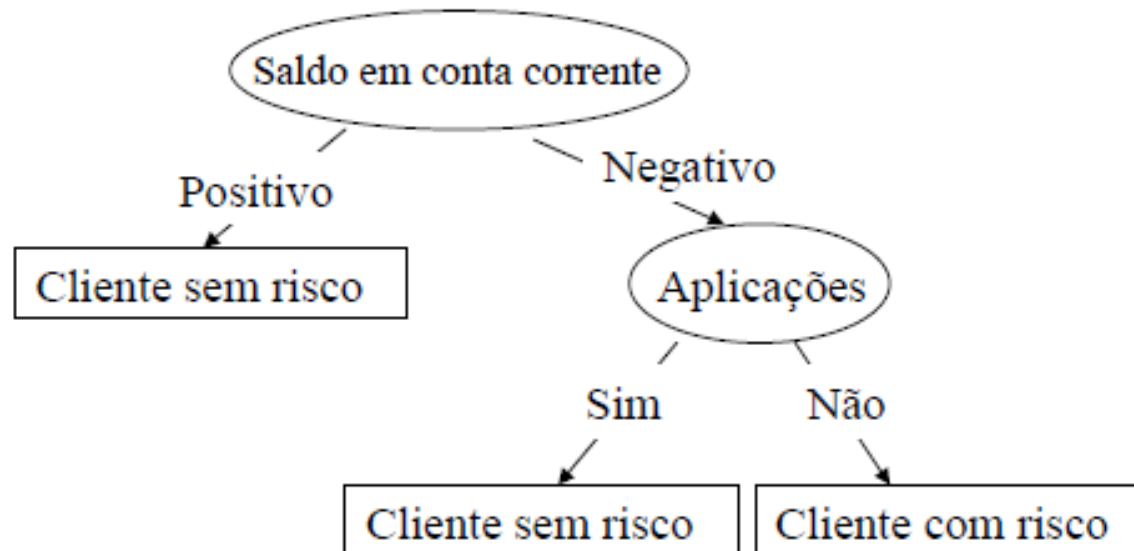 Saldo em conta corrente
Positivo
Negativo
Cliente sem risco
Aplicações
Sim
Não
Cliente sem risco
Cliente com risco